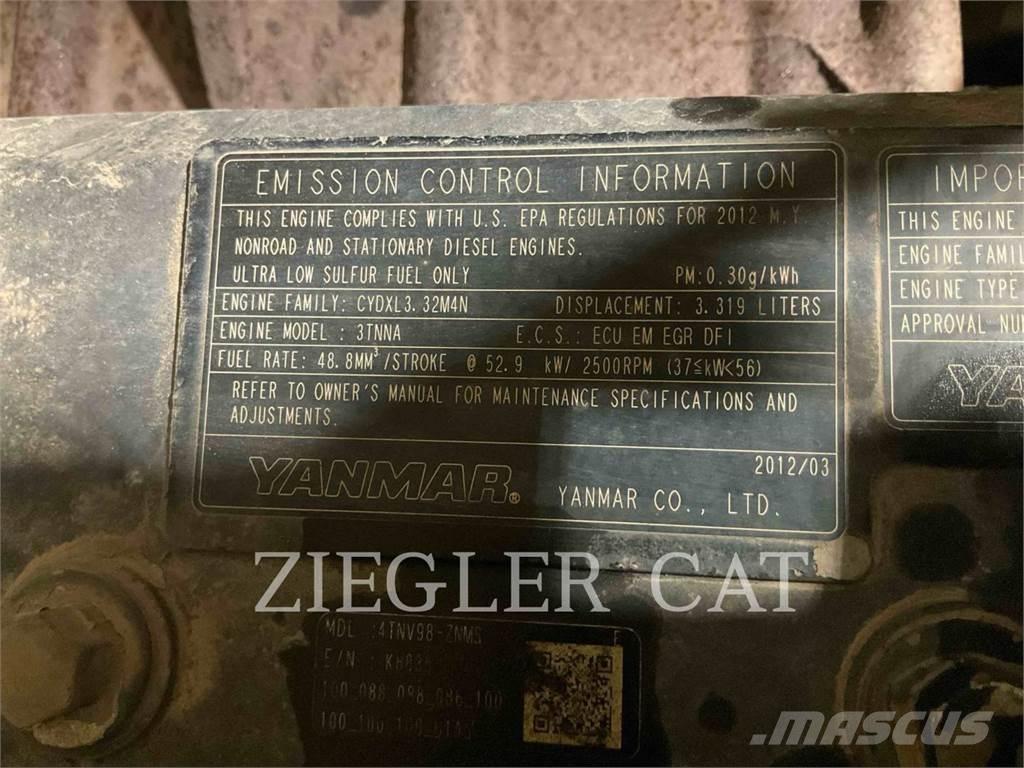 EMISSION CONTROL INFORMATION
THIS ENGINE COMPLIES WITH U.S. EPA REGULATIONS FOR 2012 M.Y
NONROAD AND STATIONARY DIESEL ENGINES.
ULTRA LOW SULFUR FUEL ONLY PM:0.30g/kWh
ENGINE FAMILY: CYDXL3.32M4N DISPLACEMENT: 3.319 LITERS
ENGINE MODEL: 3TNNA E.C.S.: ECU EM EGR DFI
FUEL RATE: 48.8MM³/STROKE @ 52.9 kW/ 2500RPM (37≦kW<56)
REFER TO OWNER'S MANUAL FOR MAINTENANCE SPECIFICATIONS AND
ADJUSTMENTS.
2012/03
YANMAR® YANMAR CO., LTD.
IMPOR
THIS ENGINE
ENGINE FAMIL
ENGINE TYPE
APPROVAL NUM
YA
ZIEGLER CAT
MDL :4TNV98-ZNMS F
E/N :
100_088_098_086_100
MASCUS